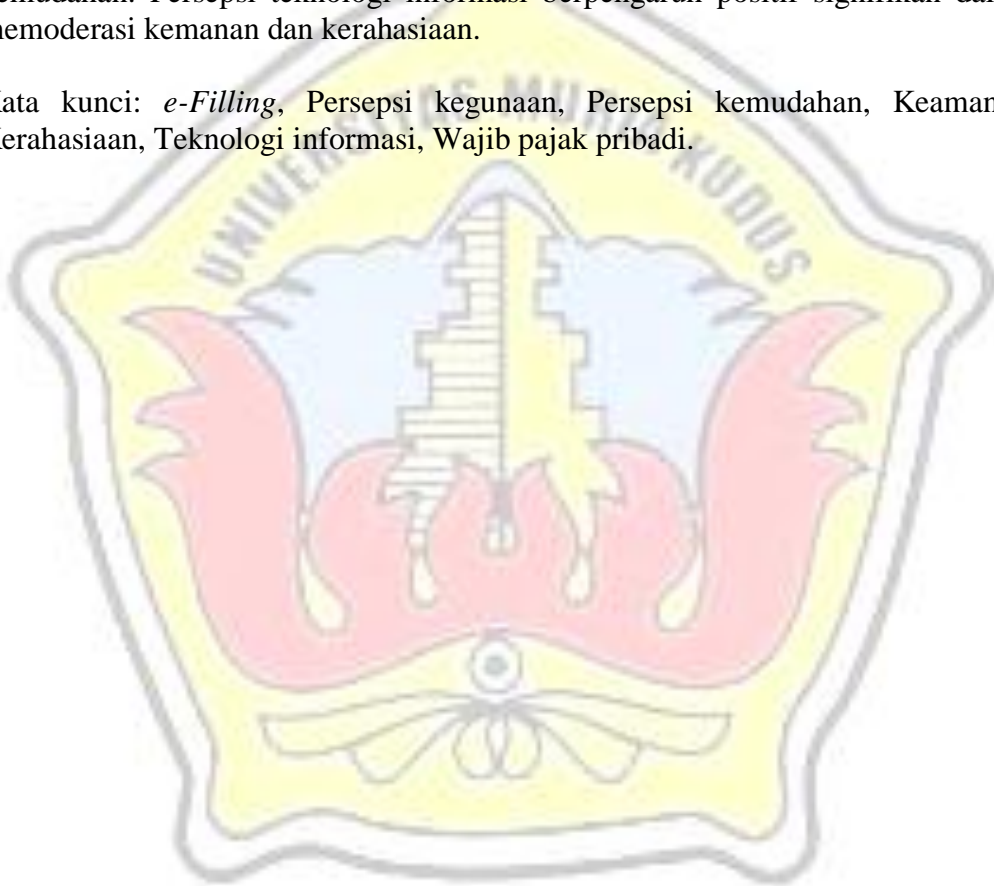 kemudahan. Persepsi teknologi informasi berpengaruh positif signifikan dan
memoderasi kemanan dan kerahasiaan.
Kata kunci: e-Filling, Persepsi kegunaan, Persepsi kemudahan, Keaman
Kerahasiaan, Teknologi informasi, Wajib pajak pribadi.
UNIVERSITAS MURIA KUDUS